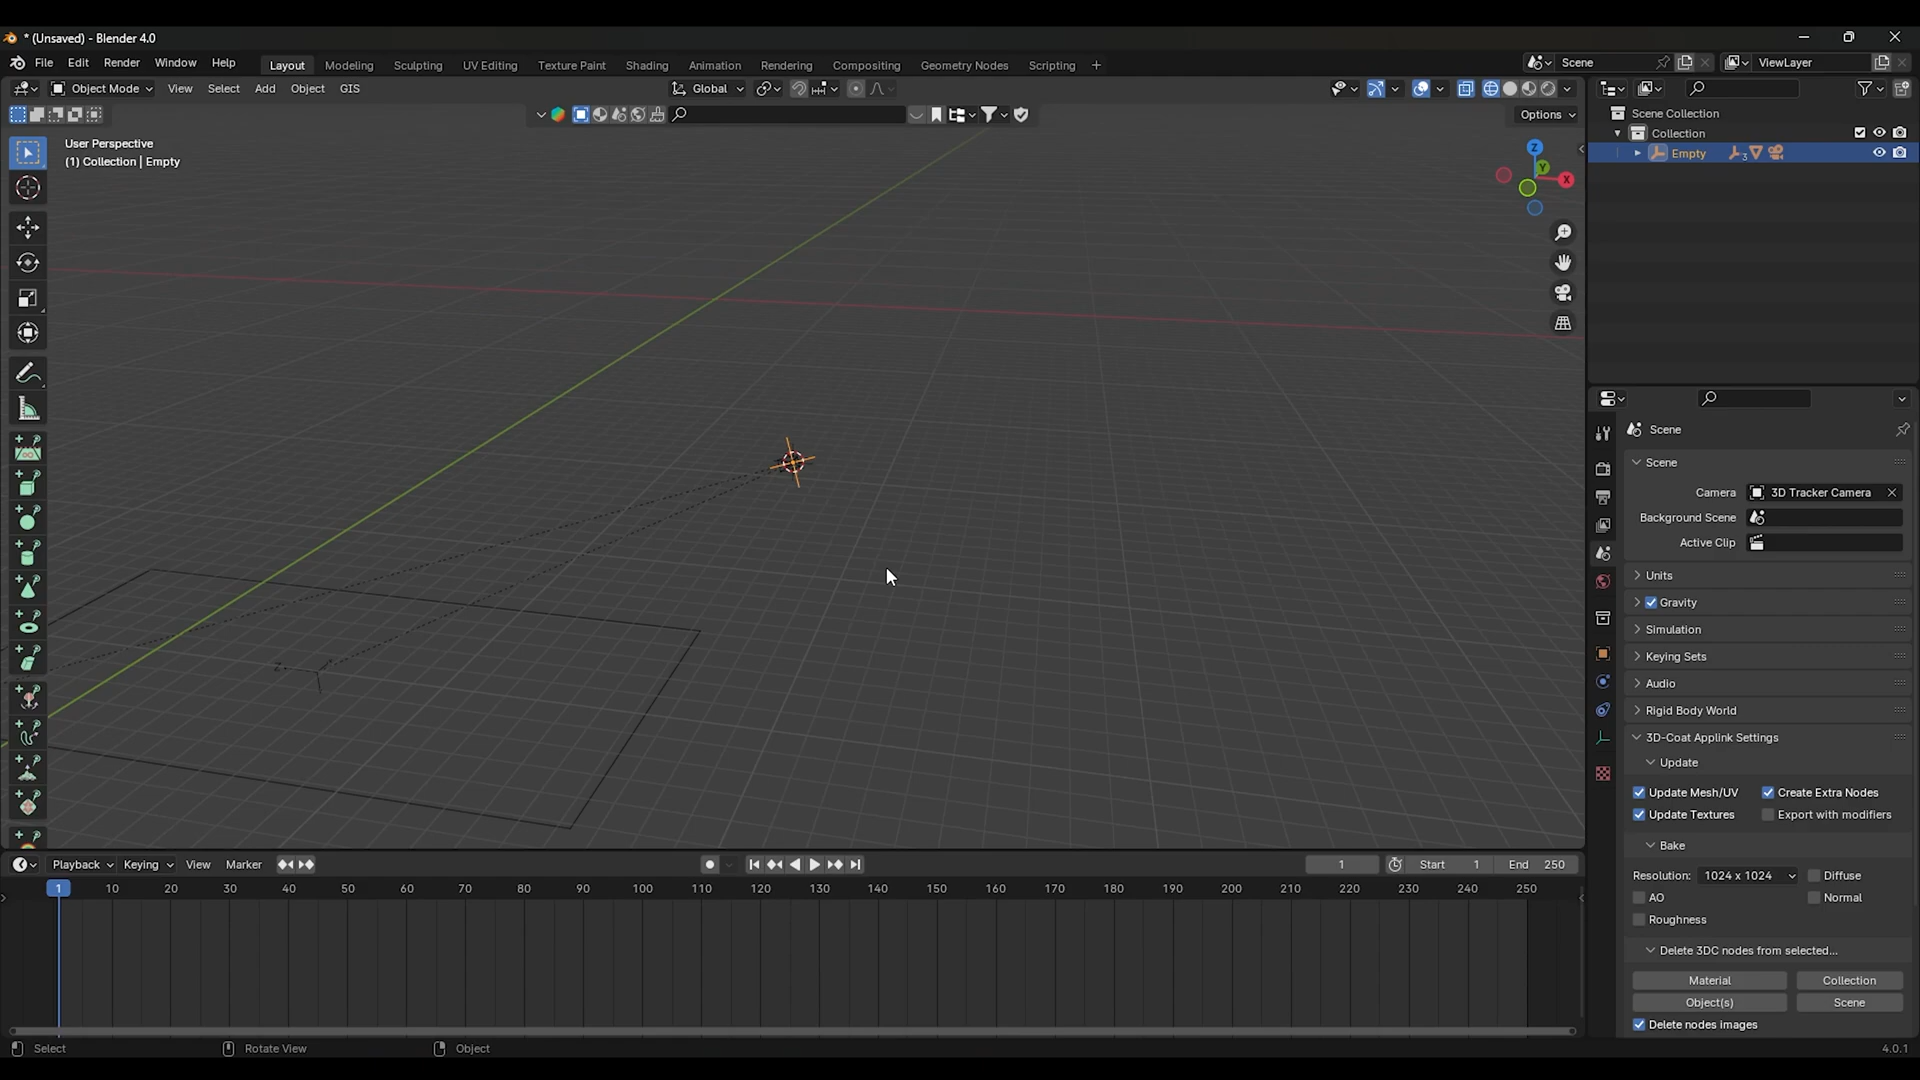 * (Unsaved) - Blender 4.0
File Edit Render Window Help
Layout Modeling Sculpting UV Editing Texture Paint Shading Animation Rendering Compositing Geometry Nodes Scripting +
Scene
ViewLayer
Object Mode View Select Add Object GIS
Global
Options
User Perspective
(1) Collection | Empty
Z
Y
X
Scene Collection
Collection
Empty
3
Scene
Scene
Camera 3D Tracker Camera
Background Scene
Active Clip
Units
Gravity
Simulation
Keying Sets
Audio
Rigid Body World
3D-Coat Applink Settings
Update
Update Mesh/UV Create Extra Nodes
Update Textures Export with modifiers
Bake
Resolution: 1024 x 1024 Diffuse
AO Normal
Roughness
Delete 3DC nodes from selected...
Material Collection
Object(s) Scene
Delete nodes images
Playback Keying View Marker
1 Start 1 End 250
1 10 20 30 40 50 60 70 80 90 100 110 120 130 140 150 160 170 180 190 200 210 220 230 240 250
Select Rotate View Object
4.0.1